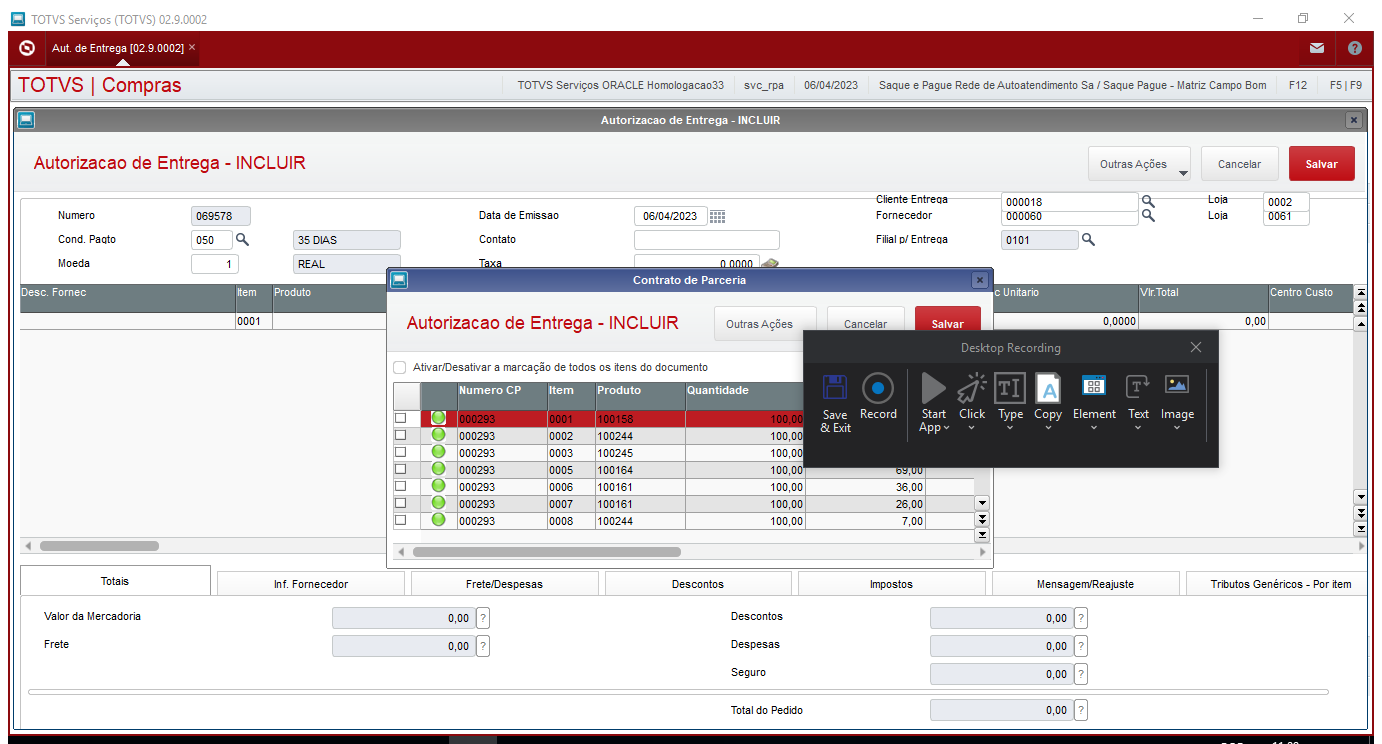 TOTVS Serviços (TOTVS) 02.9.0002
Aut. de Entrega [02.9.0002] ×
TOTVS | Compras
TOTVS Serviços ORACLE Homologacao33 svc_rpa 06/04/2023 Saque e Pague Rede de Autoatendimento Sa / Saque Pague - Matriz Campo Bom F12 F5 | F9
Autorizacao de Entrega - INCLUIR
Autorizacao de Entrega - INCLUIR
Outras Ações Cancelar Salvar
Cliente Entrega 000018 Loja 0002
Numero 069578 Data de Emissao 06/04/2023 Fornecedor 000060 Loja 0061
Cond. Pagto 050 35 DIAS Contato Filial p/ Entrega 0101
Moeda 1 REAL Taxa 0,0000
Desc. Fornec Item Produto c Unitario Vlr.Total Centro Custo
0001 0,0000 0,00
Contrato de Parceria
Autorizacao de Entrega - INCLUIR
Outras Ações Cancelar Salvar
Ativar/Desativar a marcação de todos os itens do documento
Numero CP Item Produto Quantidade
000293 0001 100158 100,00
000293 0002 100244 100,00
000293 0003 100245 100,00
000293 0005 100164 100,00 69,00
000293 0006 100161 100,00 36,00
000293 0007 100161 100,00 26,00
000293 0008 100244 100,00 7,00
Desktop Recording
Save & Exit
Record
Start App
Click
Type
Copy
Element
Text
Image
Totais Inf. Fornecedor Frete/Despesas Descontos Impostos Mensagem/Reajuste Tributos Genéricos - Por item
Valor da Mercadoria 0,00 ? Descontos 0,00 ?
Frete 0,00 ? Despesas 0,00 ?
Seguro 0,00 ?
Total do Pedido 0,00 ?